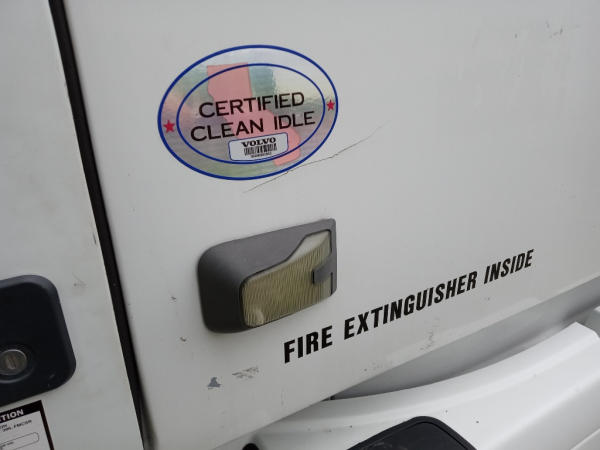 CERTIFIED
CLEAN IDLE
VOLVO
FIRE EXTINGUISHER INSIDE